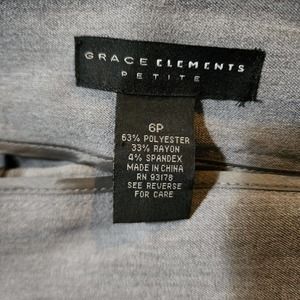 GRACE ELEMENTS
PETITE
6P
63% POLYESTER
33% RAYON
4% SPANDEX
MADE IN CHINA
RN 93178
SEE REVERSE
FOR CARE